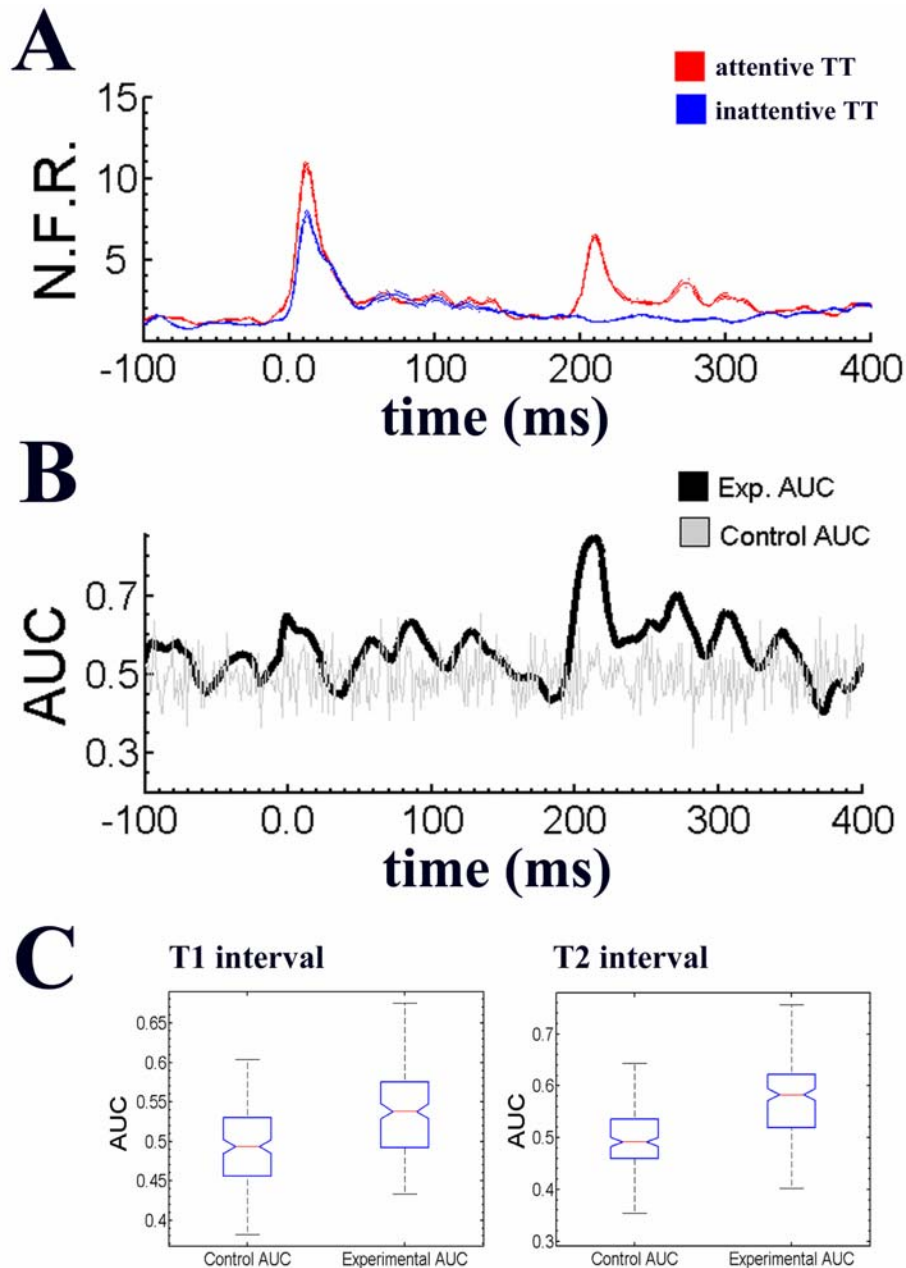 A
attentive TT
inattentive TT
N.F.R.
15
10
5
-100 0.0 100 200 300 400
time (ms)
B
Exp. AUC
Control AUC
AUC
0.7
0.5
0.3
-100 0.0 100 200 300 400
time (ms)
C
T1 interval
AUC
0.65
0.6
0.55
0.5
0.45
0.4
Control AUC Experimental AUC
T2 interval
AUC
0.7
0.6
0.5
0.4
0.3
Control AUC Experimental AUC